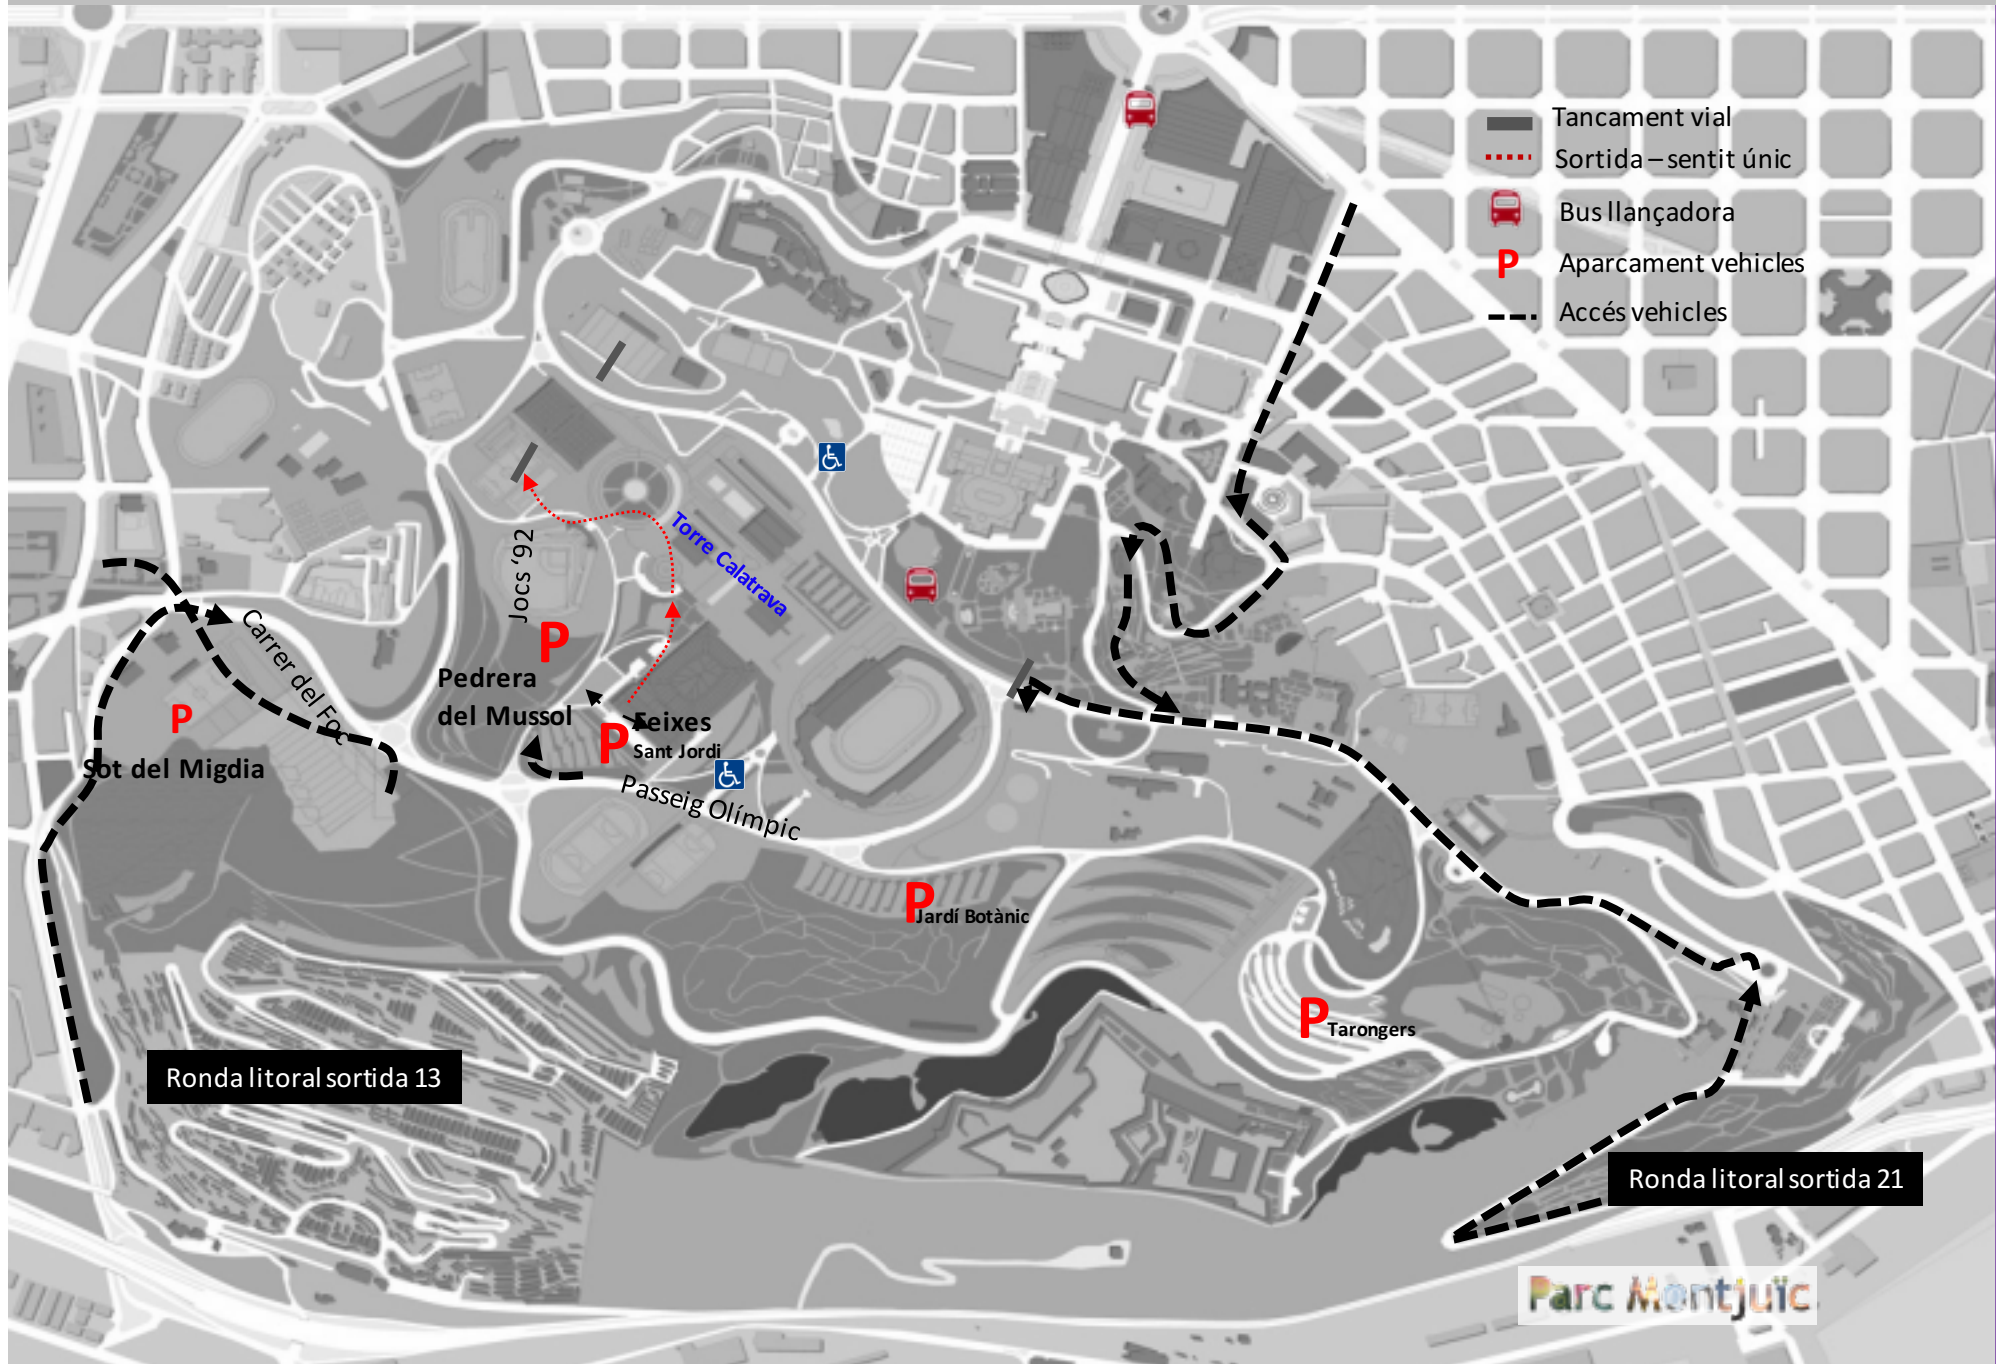 Tancament vial
Sortida – sentit únic
Bus llançadora
P Aparcament vehicles
Accés vehicles
Torre Calatrava
Jocs '92
P
Carrer del Foc
Pedrera
del Mussol
P
Feixes
Sant Jordi
P
Sot del Migdia
Passeig Olímpic
P
Jardí Botànic
P
Tarongers
Ronda litoral sortida 13
Ronda litoral sortida 21
Parc Montjuïc